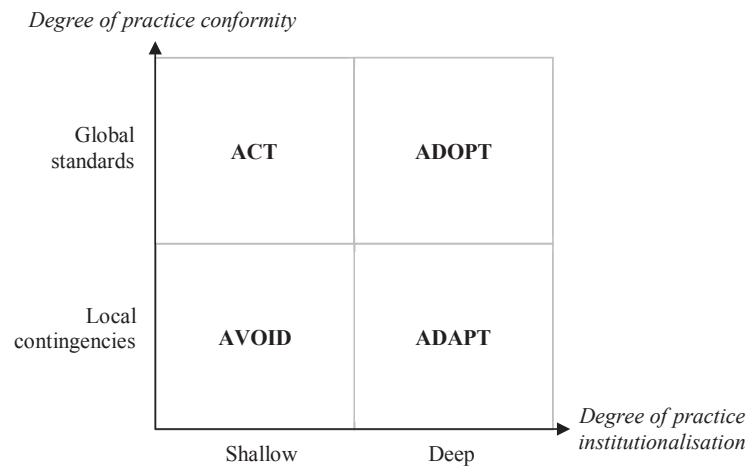 Degree of practice conformity
Global
standards
ACT
ADOPT
Local
contingencies
AVOID
ADAPT
Degree of practice
institutionalisation
Shallow
Deep